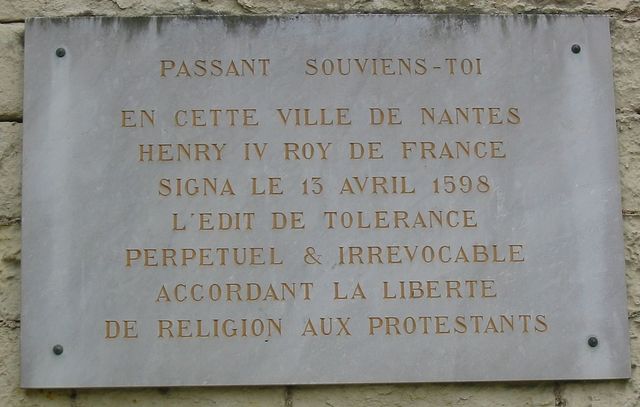 PASSANT SOUVIENS-TOI
EN CETTE VILLE DE NANTES
HENRY IV ROY DE FRANCE
SIGNA LE 13 AVRIL 1598
L'EDIT DE TOLERANCE
PERPETUEL & IRREVOCABLE
ACCORDANT LA LIBERTE
DE RELIGION AUX PROTESTANTS